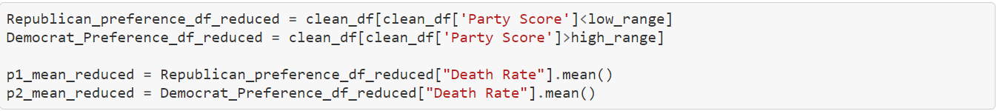 Republican_preference_df_reduced = clean_df[clean_df['Party Score']<low_range]
Democrat_Preference_df_reduced = clean_df[clean_df['Party Score']>high_range]
p1_mean_reduced = Republican_preference_df_reduced["Death Rate"].mean()
p2_mean_reduced = Democrat_Preference_df_reduced["Death Rate"].mean()